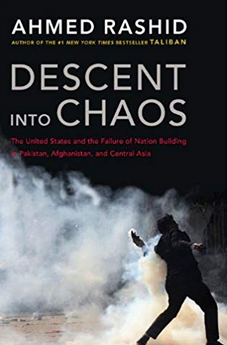 AHMED RASHID
AUTHOR OF THE #1 NEW YORK TIMES BESTSELLER TALIBAN
DESCENT
INTO CHAOS
The United States and the Failure of Nation Building
in Pakistan, Afghanistan, and Central Asia